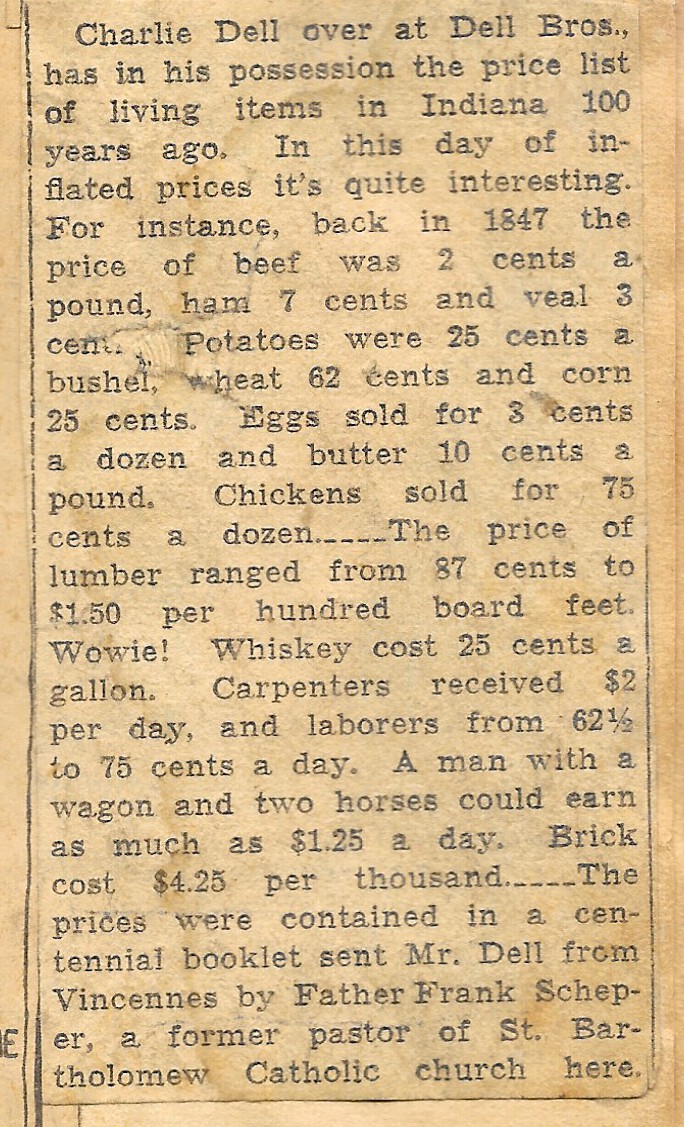 Charlie Dell over at Dell Bros.,
has in his possession the price list
of living items in Indiana 100
years ago. In this day of in-
flated prices it's quite interesting.
For instance, back in 1847 the
price of beef was 2 cents a
pound, ham 7 cents and veal 3
Potatoes were 25 cents a
bushel, wheat 62 cents and corn
25 cents. Eggs sold for 3 cents
a dozen and butter 10 cents a
pound. Chickens sold for 75
cents a dozen.____The price of
lumber ranged from 87 cents to
$1.50 per hundred board feet.
Wowie! Whiskey cost 25 cents a
gallon. Carpenters received $2
per day, and laborers from 62½
to 75 cents a day. A man with a
wagon and two horses could earn
as much as $1.25 a day. Brick
cost $4.25 per thousand.____The
prices were contained in a cen-
tennial booklet sent Mr. Dell from
Vincennes by Father Frank Schep-
er, a former pastor of St. Bar-
tholomew Catholic church here.